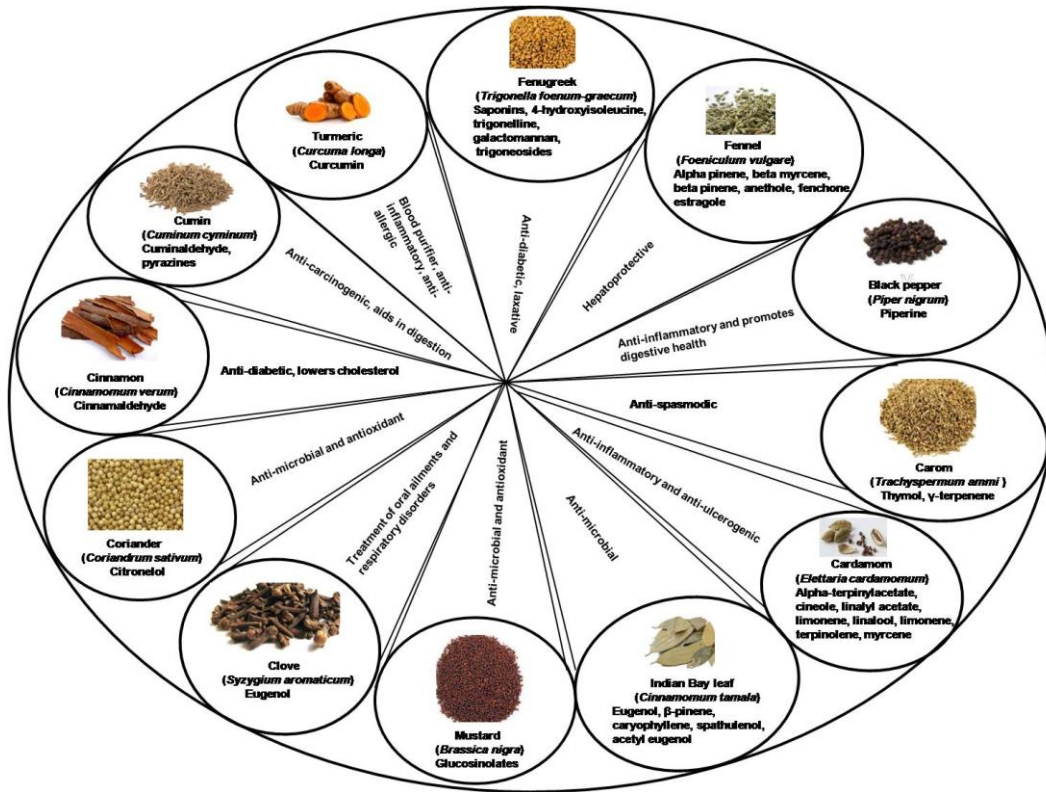 Fenugreek
(Trigonella foenum-graecum)
Saponins, 4-hydroxyisoleucine,
trigonelline,
galactomannan,
trigoneosides
Fennel
(Foeniculum vulgare)
Alpha pinene, beta myrcene,
beta pinene, anethole, fenchone,
estragole
Black pepper
(Piper nigrum)
Piperine
Carom
(Trachyspermum ammi )
Thymol, γ-terpenene
Cardamom
(Elettaria cardamomum)
Alpha-terpinylacetate,
cineole, linalyl acetate,
limonene, linalool, limonene,
terpinolene, myrcene
Indian Bay leaf
(Cinnamomum tamala)
Eugenol, β-pinene,
caryophyllene, spathulenol,
acetyl eugenol
Mustard
(Brassica nigra)
Glucosinolates
Clove
(Syzygium aromaticum)
Eugenol
Coriander
(Coriandrum sativum)
Citronelol
Cinnamon
(Cinnamomum verum)
Cinnamaldehyde
Cumin
(Cuminum cyminum)
Cuminaldehyde,
pyrazines
Turmeric
(Curcuma longa)
Curcumin
Anti-diabetic, laxative
Hepatoprotective
Anti-inflammatory and promotes
digestive health
Anti-spasmodic
Anti-inflammatory and anti-ulcerogenic
Anti-microbial
Anti-microbial and antioxidant
Treatment of oral ailments and
respiratory disorders
Anti-microbial and antioxidant
Anti-diabetic, lowers cholesterol
Anti-carcinogenic, aids in digestion
Blood purifier, anti-
inflammatory, anti-
allergic